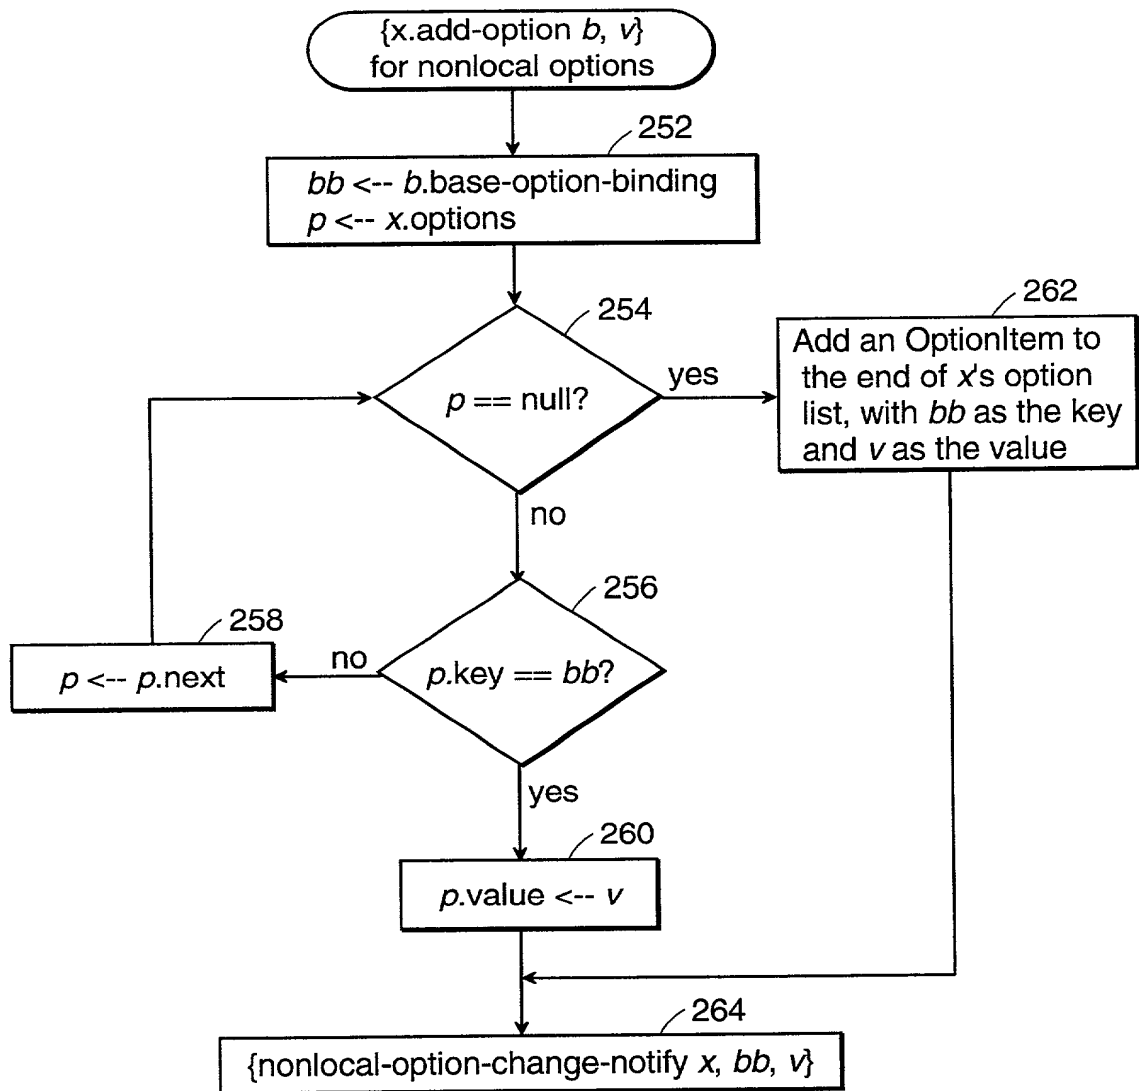 {x.add-option b, v}
for nonlocal options
252
bb <-- b.base-option-binding
p <-- x.options
254
p == null?
yes
262
Add an OptionItem to
the end of x's option
list, with bb as the key
and v as the value
no
256
p.key == bb?
no
258
p <-- p.next
yes
260
p.value <-- v
264
{nonlocal-option-change-notify x, bb, v}